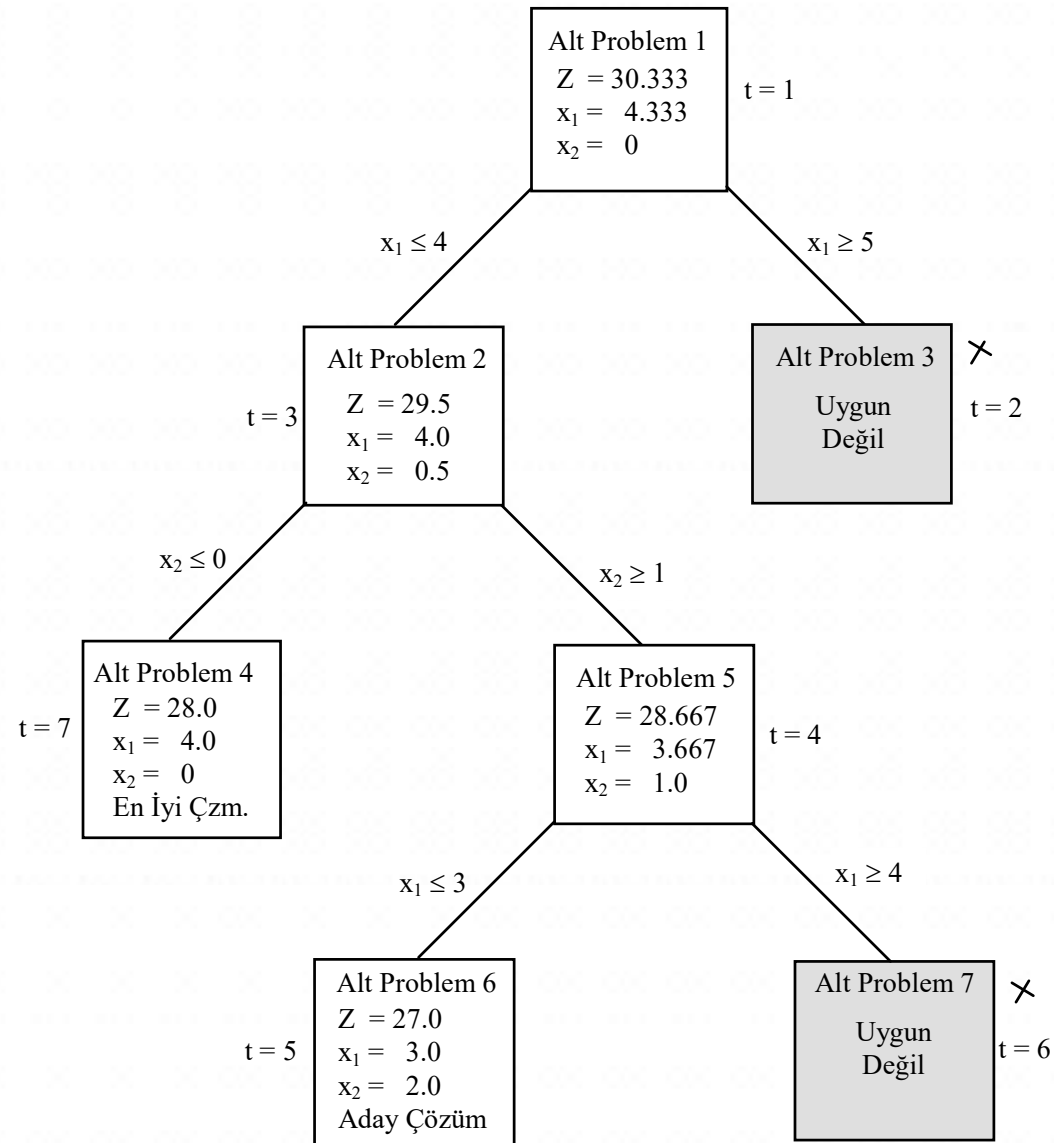 Alt Problem 1
Z = 30.333
x₁ = 4.333
x₂ = 0
t = 1
x₁ ≤ 4
x₁ ≥ 5
Alt Problem 2
Z = 29.5
x₁ = 4.0
x₂ = 0.5
t = 3
Alt Problem 3
Uygun
Değil
t = 2
x₂ ≤ 0
x₂ ≥ 1
Alt Problem 4
Z = 28.0
x₁ = 4.0
x₂ = 0
En İyi Çzm.
t = 7
Alt Problem 5
Z = 28.667
x₁ = 3.667
x₂ = 1.0
t = 4
x₁ ≤ 3
x₁ ≥ 4
Alt Problem 6
Z = 27.0
x₁ = 3.0
x₂ = 2.0
Aday Çözüm
t = 5
Alt Problem 7
Uygun
Değil
t = 6